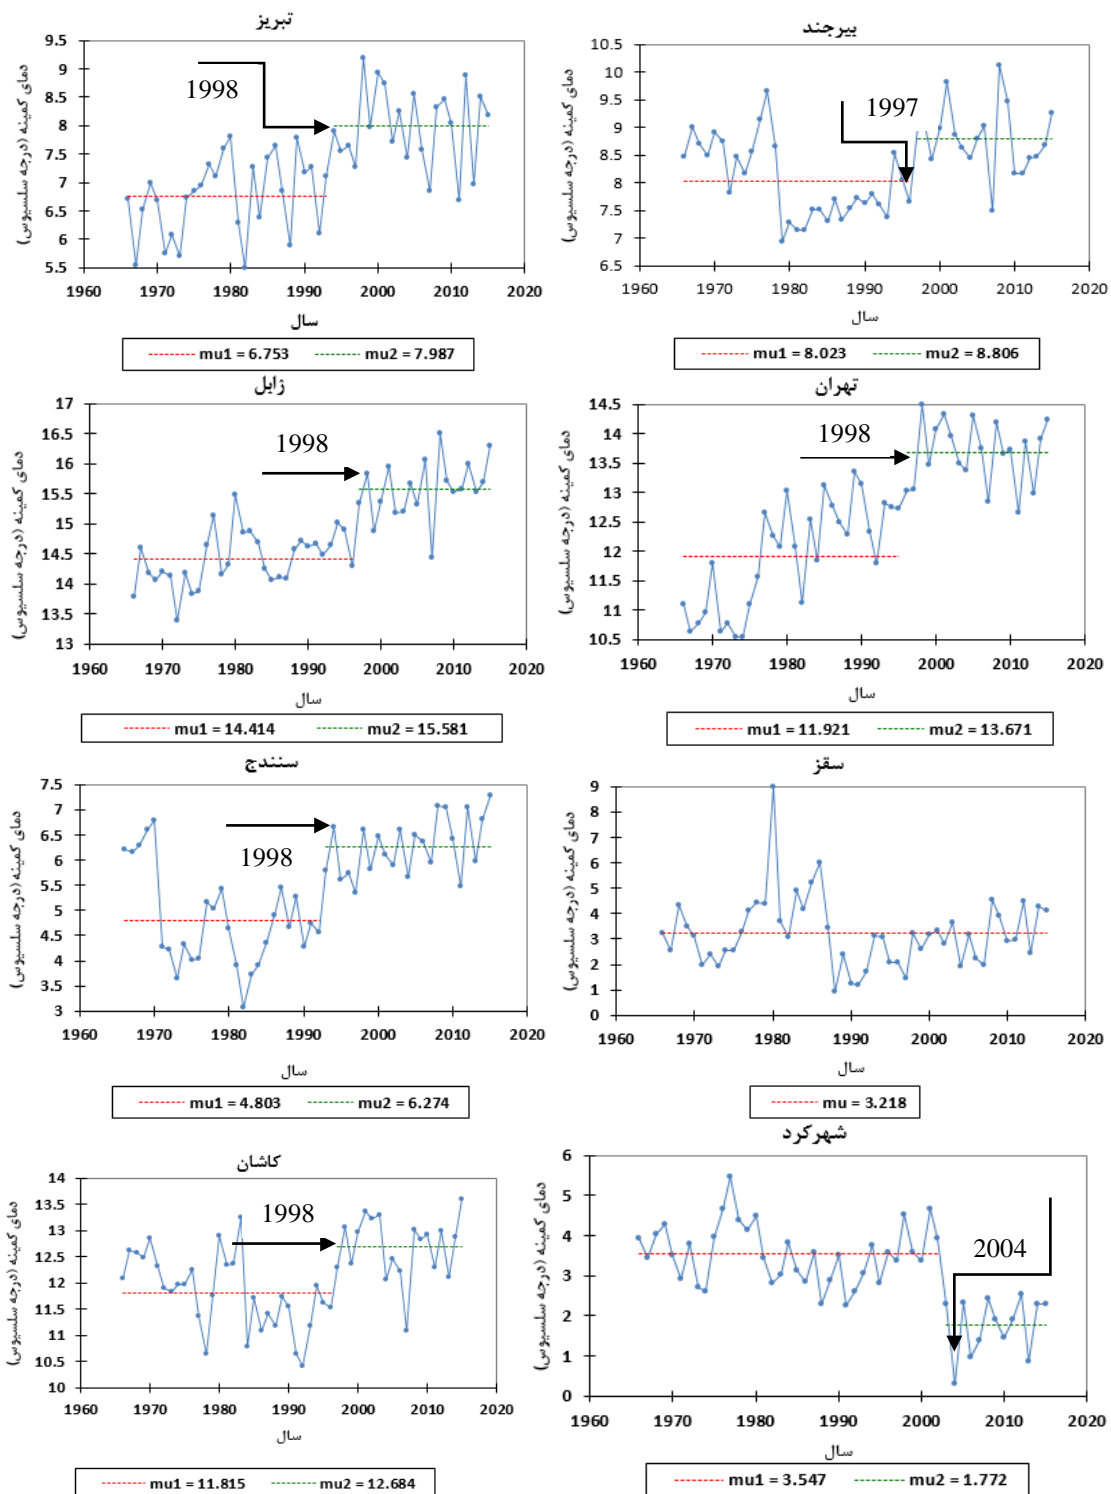 تبریز
دمای کمینه (درجه سلسیوس)
9.5
9
8.5
8
7.5
7
6.5
6
5.5
1998
1960 1970 1980 1990 2000 2010 2020
سال
mu1 = 6.753 mu2 = 7.987
بیرجند
دمای کمینه (درجه سلسیوس)
10.5
10
9.5
9
8.5
8
7.5
7
6.5
1997
1960 1970 1980 1990 2000 2010 2020
سال
mu1 = 8.023 mu2 = 8.806
زابل
دمای کمینه (درجه سلسیوس)
17
16.5
16
15.5
15
14.5
14
13.5
13
1998
1960 1970 1980 1990 2000 2010 2020
سال
mu1 = 14.414 mu2 = 15.581
تهران
دمای کمینه (درجه سلسیوس)
14.5
13.5
12.5
12
11.5
11
10.5
1998
1960 1970 1980 1990 2000 2010 2020
سال
mu1 = 11.921 mu2 = 13.671
سنندج
دمای کمینه (درجه سلسیوس)
7.5
7
6.5
6
5.5
5
4.5
4
3.5
3
1998
1960 1970 1980 1990 2000 2010 2020
سال
mu1 = 4.803 mu2 = 6.274
سقز
دمای کمینه (درجه سلسیوس)
9
8
7
6
5
4
3
2
1
0
1960 1970 1980 1990 2000 2010 2020
سال
mu = 3.218
کاشان
دمای کمینه (درجه سلسیوس)
14
13.5
13
12.5
12
11.5
11
10.5
10
1998
1960 1970 1980 1990 2000 2010 2020
سال
mu1 = 11.815 mu2 = 12.684
شهرکرد
دمای کمینه (درجه سلسیوس)
6
5
4
3
2
1
0
2004
1960 1970 1980 1990 2000 2010 2020
سال
mu1 = 3.547 mu2 = 1.772